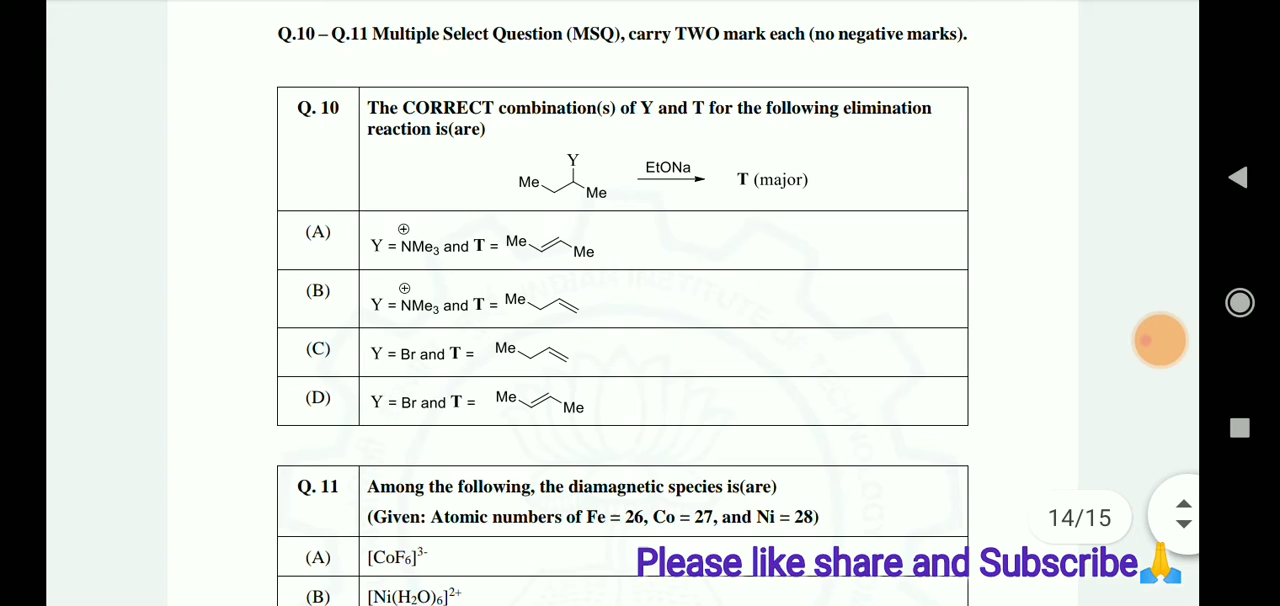 Q.10 – Q.11 Multiple Select Question (MSQ), carry TWO mark each (no negative marks).
Q. 10
The CORRECT combination(s) of Y and T for the following elimination
reaction is(are)
Y
Me
Me
EtONa
T (major)
(A)
⊕
Y = NMe₃ and T = Me
Me
(B)
⊕
Y = NMe₃ and T = Me
(C)
Y = Br and T = Me
(D)
Y = Br and T = Me
Me
Q. 11
Among the following, the diamagnetic species is(are)
(Given: Atomic numbers of Fe = 26, Co = 27, and Ni = 28)
(A)
[CoF₆]³⁻
(B)
[Ni(H₂O)₆]²⁺
14/15
Please like share and Subscribe🙏